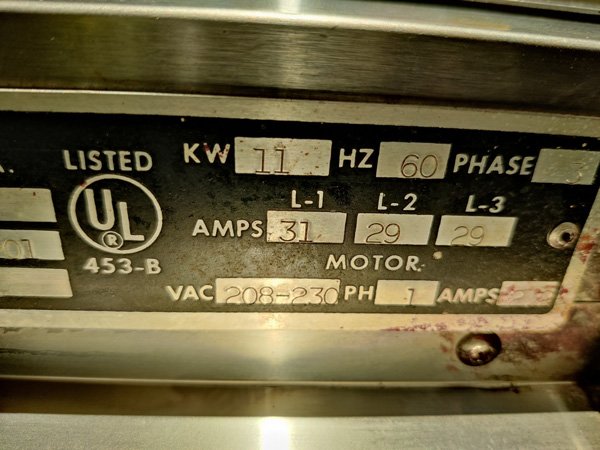 A. LISTED KW 11 HZ 60 PHASE 3
UL
®
L-1 L-2 L-3
01 AMPS 31 29 29
453-B MOTOR
VAC 208-230 PH 1 AMPS